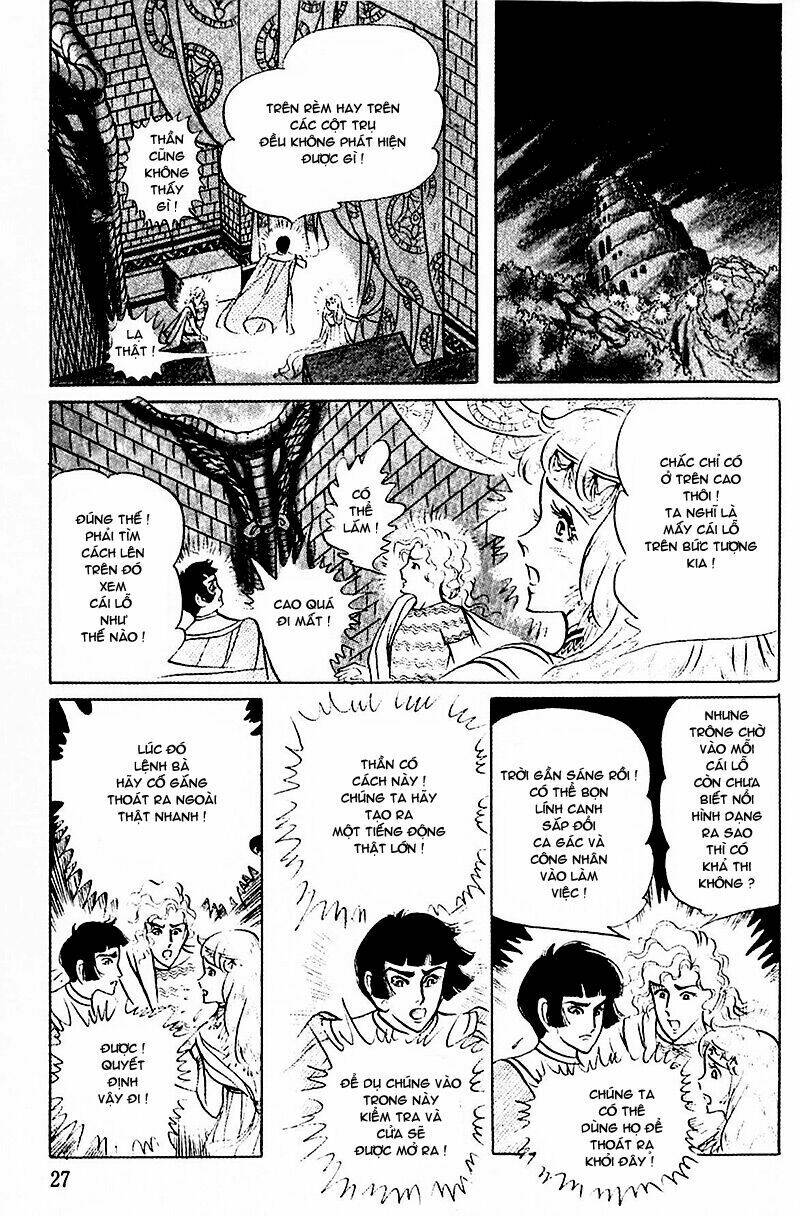 TRÊN RÈM HAY TRÊN
CÁC CỘT TRỤ
ĐỀU KHÔNG PHÁT HIỆN
ĐƯỢC GÌ !
THẦN
CŨNG
KHÔNG
THẤY
GÌ !
LẠ
THẬT !
CHẮC CHỈ CÓ
Ở TRÊN CAO
THÔI !
TA NGHĨ LÀ
MẤY CÁI LỖ
TRÊN BỨC TƯỢNG
KIA !
CÓ
THỂ
LẮM !
CAO QUÁ
ĐI MẤT !
ĐÚNG THẾ !
PHẢI TÌM
CÁCH LÊN
TRÊN ĐÓ
XEM
CÁI LỖ
NHƯ
THẾ NÀO !
NHƯNG
TRÔNG CHỜ
VÀO MỖI
CÁI LỖ
CÒN CHƯA
BIẾT NỔI
HÌNH DẠNG
RA SAO
THÌ CÓ
KHẢ THI
KHÔNG ?
TRỜI GẦN SÁNG RỒI !
CÓ THỂ BỌN
LÍNH CANH
SẮP ĐỔI
CA GÁC VÀ
CÔNG NHÂN
VÀO LÀM
VIỆC !
CHÚNG TA
CÓ THỂ
DÙNG HỌ ĐỂ
THOÁT RA
KHỎI ĐÂY !
THẦN CÓ
CÁCH NÀY !
CHÚNG TA HÃY
TẠO RA
MỘT TIẾNG ĐỘNG
THẬT LỚN !
ĐỂ DỤ CHÚNG VÀO
TRONG NÀY
KIỂM TRA VÀ
CỬA SẼ
ĐƯỢC MỞ RA !
LÚC ĐÓ
LỆNH BÀ
HÃY CỐ GẮNG
THOÁT RA NGOÀI
THẬT NHANH !
ĐƯỢC !
QUYẾT
ĐỊNH
VẬY ĐI !
27